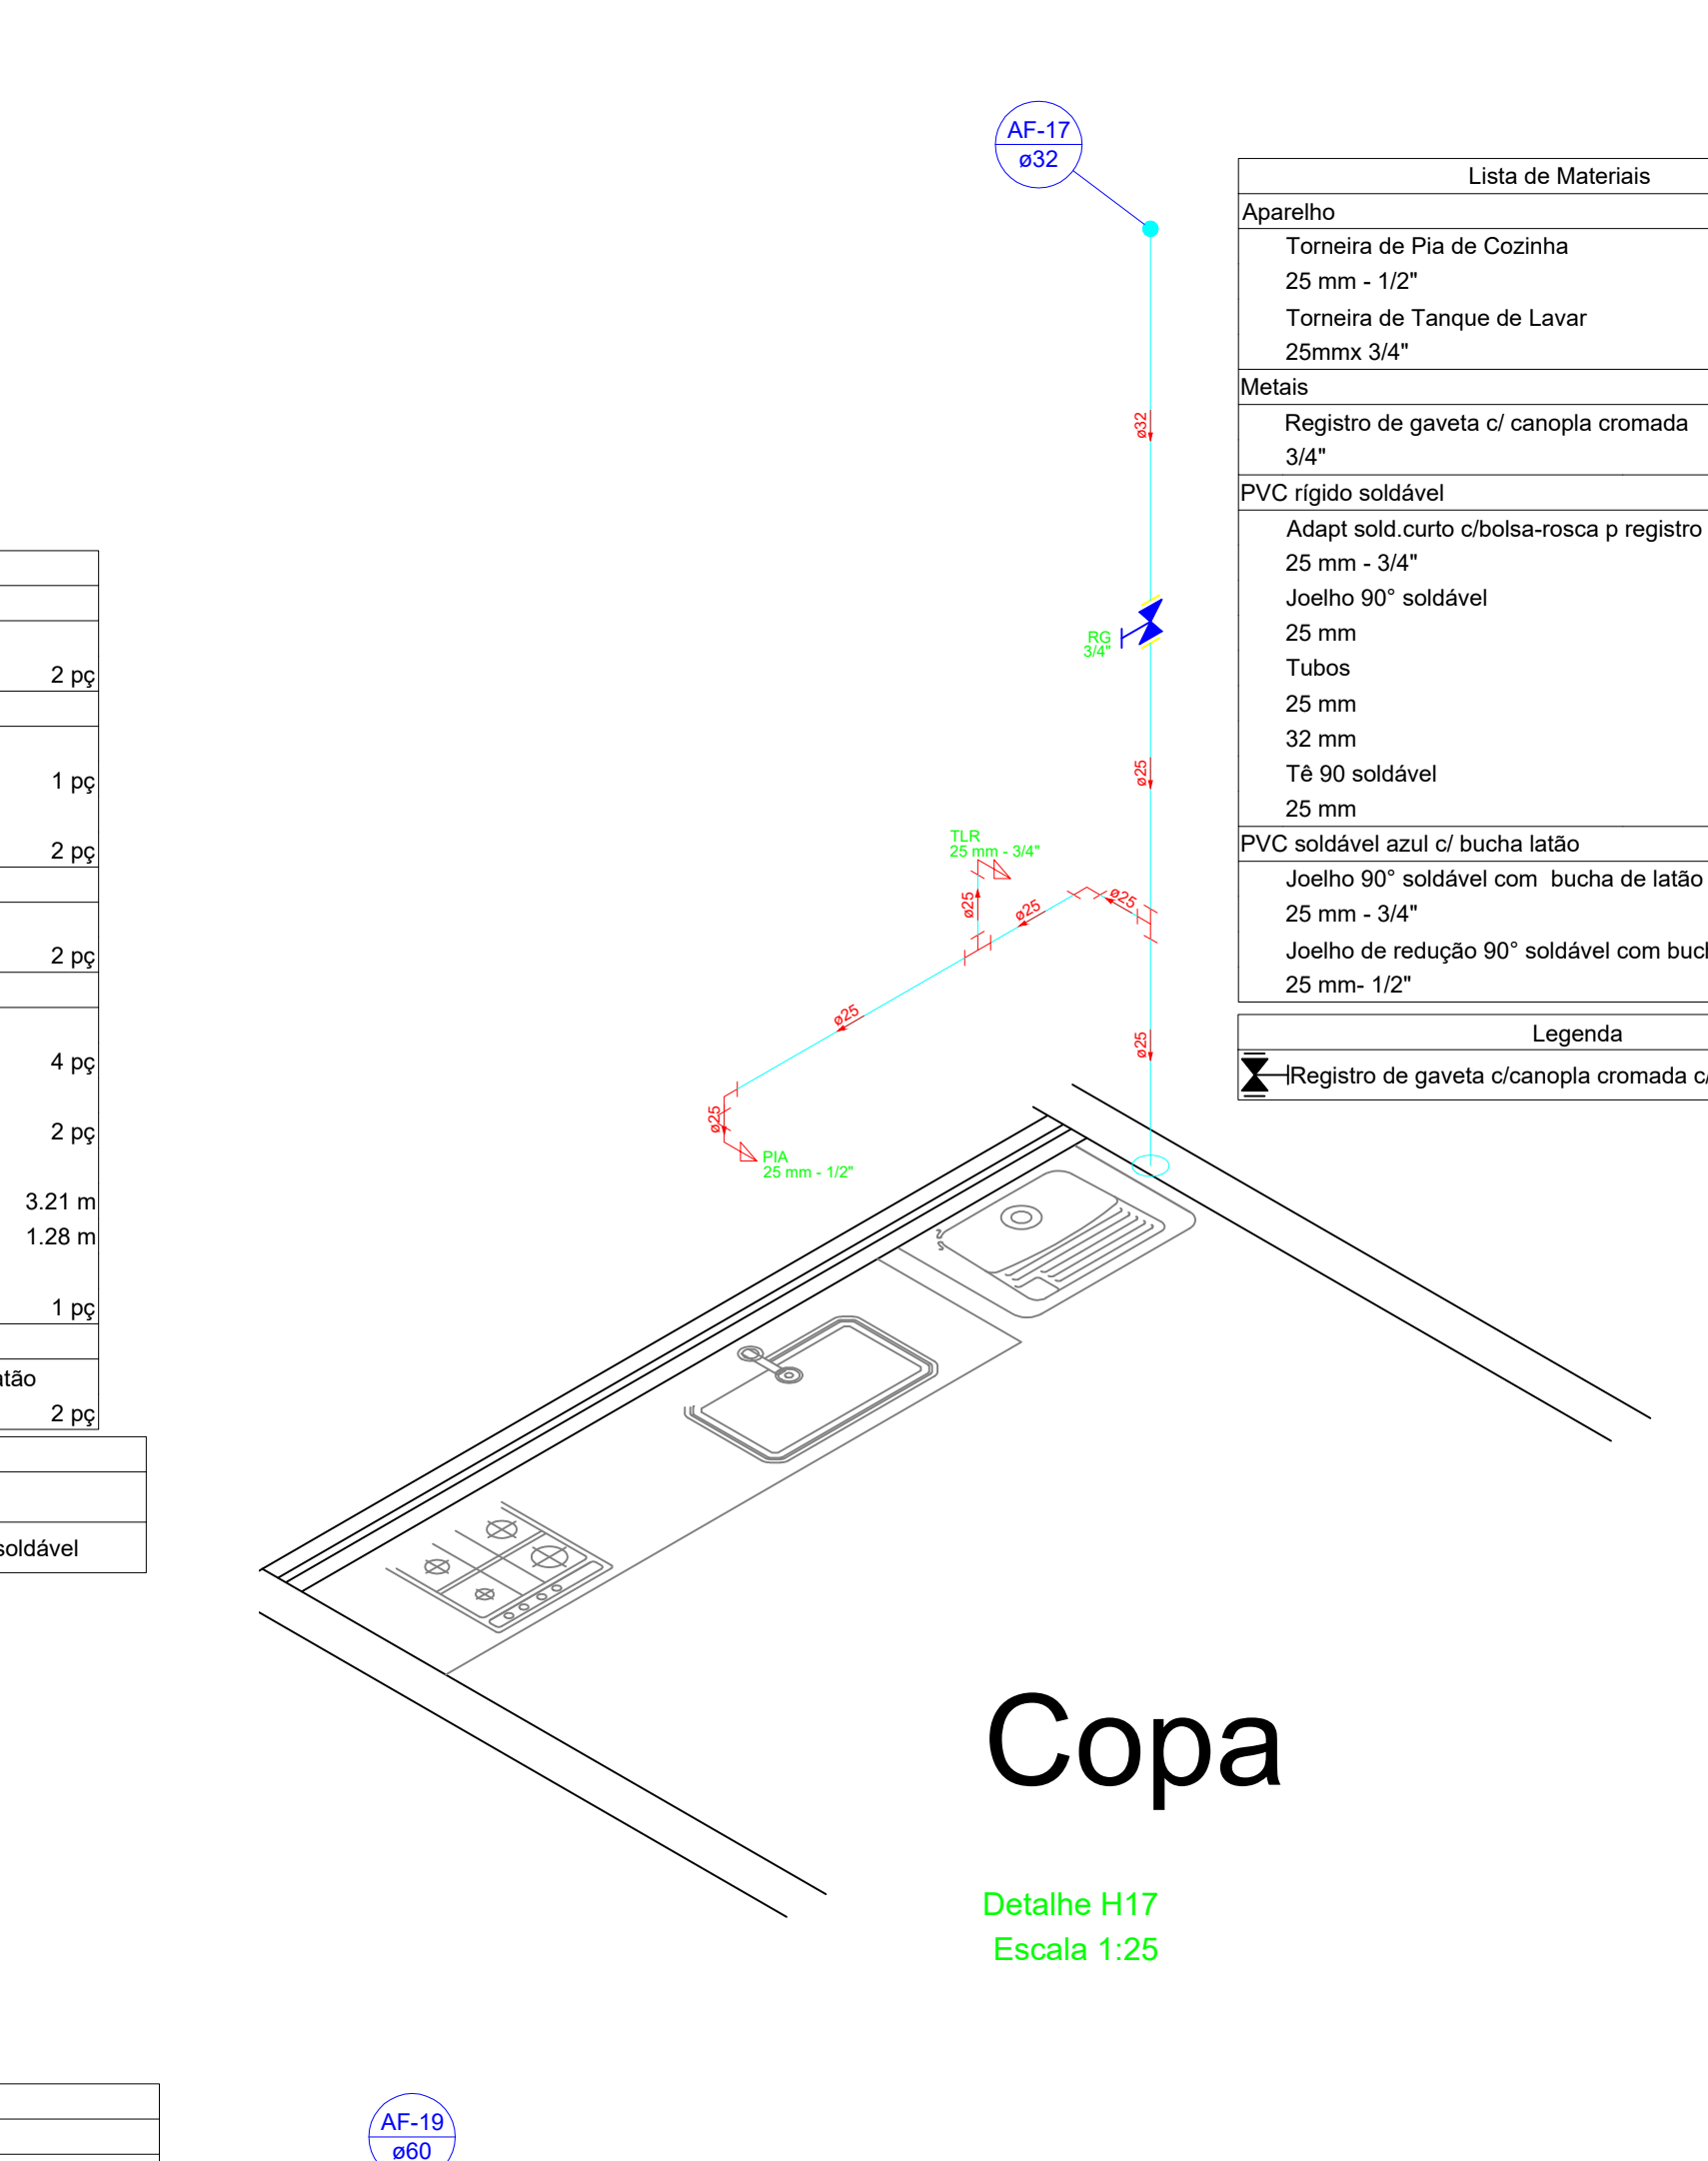 AF-17
ø32
Lista de Materiais
Aparelho
Torneira de Pia de Cozinha
25 mm - 1/2"
Torneira de Tanque de Lavar
25mmx 3/4"
Metais
Registro de gaveta c/ canopla cromada
3/4"
PVC rígido soldável
Adapt sold.curto c/bolsa-rosca p registro
25 mm - 3/4"
Joelho 90° soldável
25 mm
Tubos
25 mm
32 mm
Tê 90 soldável
25 mm
PVC soldável azul c/ bucha latão
Joelho 90° soldável com  bucha de latão
25 mm - 3/4"
Joelho de redução 90° soldável com
25 mm- 1/2"
Legenda
Registro de gaveta c/canopla cromada
ø32
RG
3/4"
ø25
TLR
25 mm - 3/4"
ø25
ø25
ø25
ø25
ø25
ø25
PIA
25 mm - 1/2"
2 pç
1 pç
2 pç
2 pç
4 pç
2 pç
3.21 m
1.28 m
1 pç
2 pç
soldável
Copa
Detalhe H17
Escala 1:25
AF-19
ø60